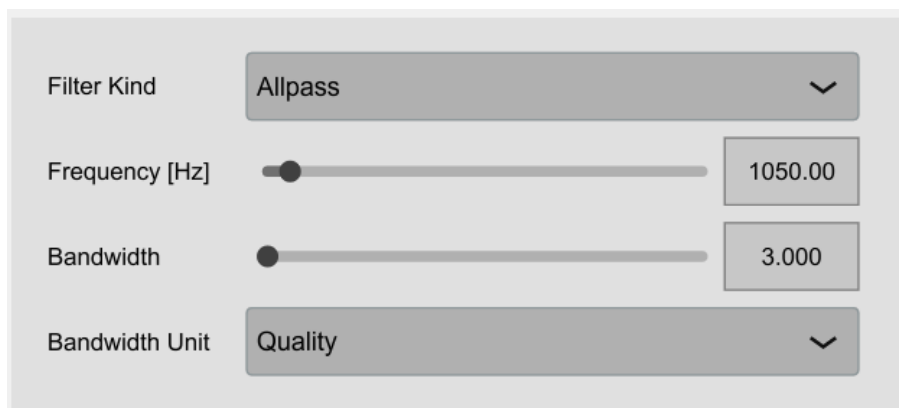 Filter Kind Allpass
Frequency [Hz] 1050.00
Bandwidth 3.000
Bandwidth Unit Quality